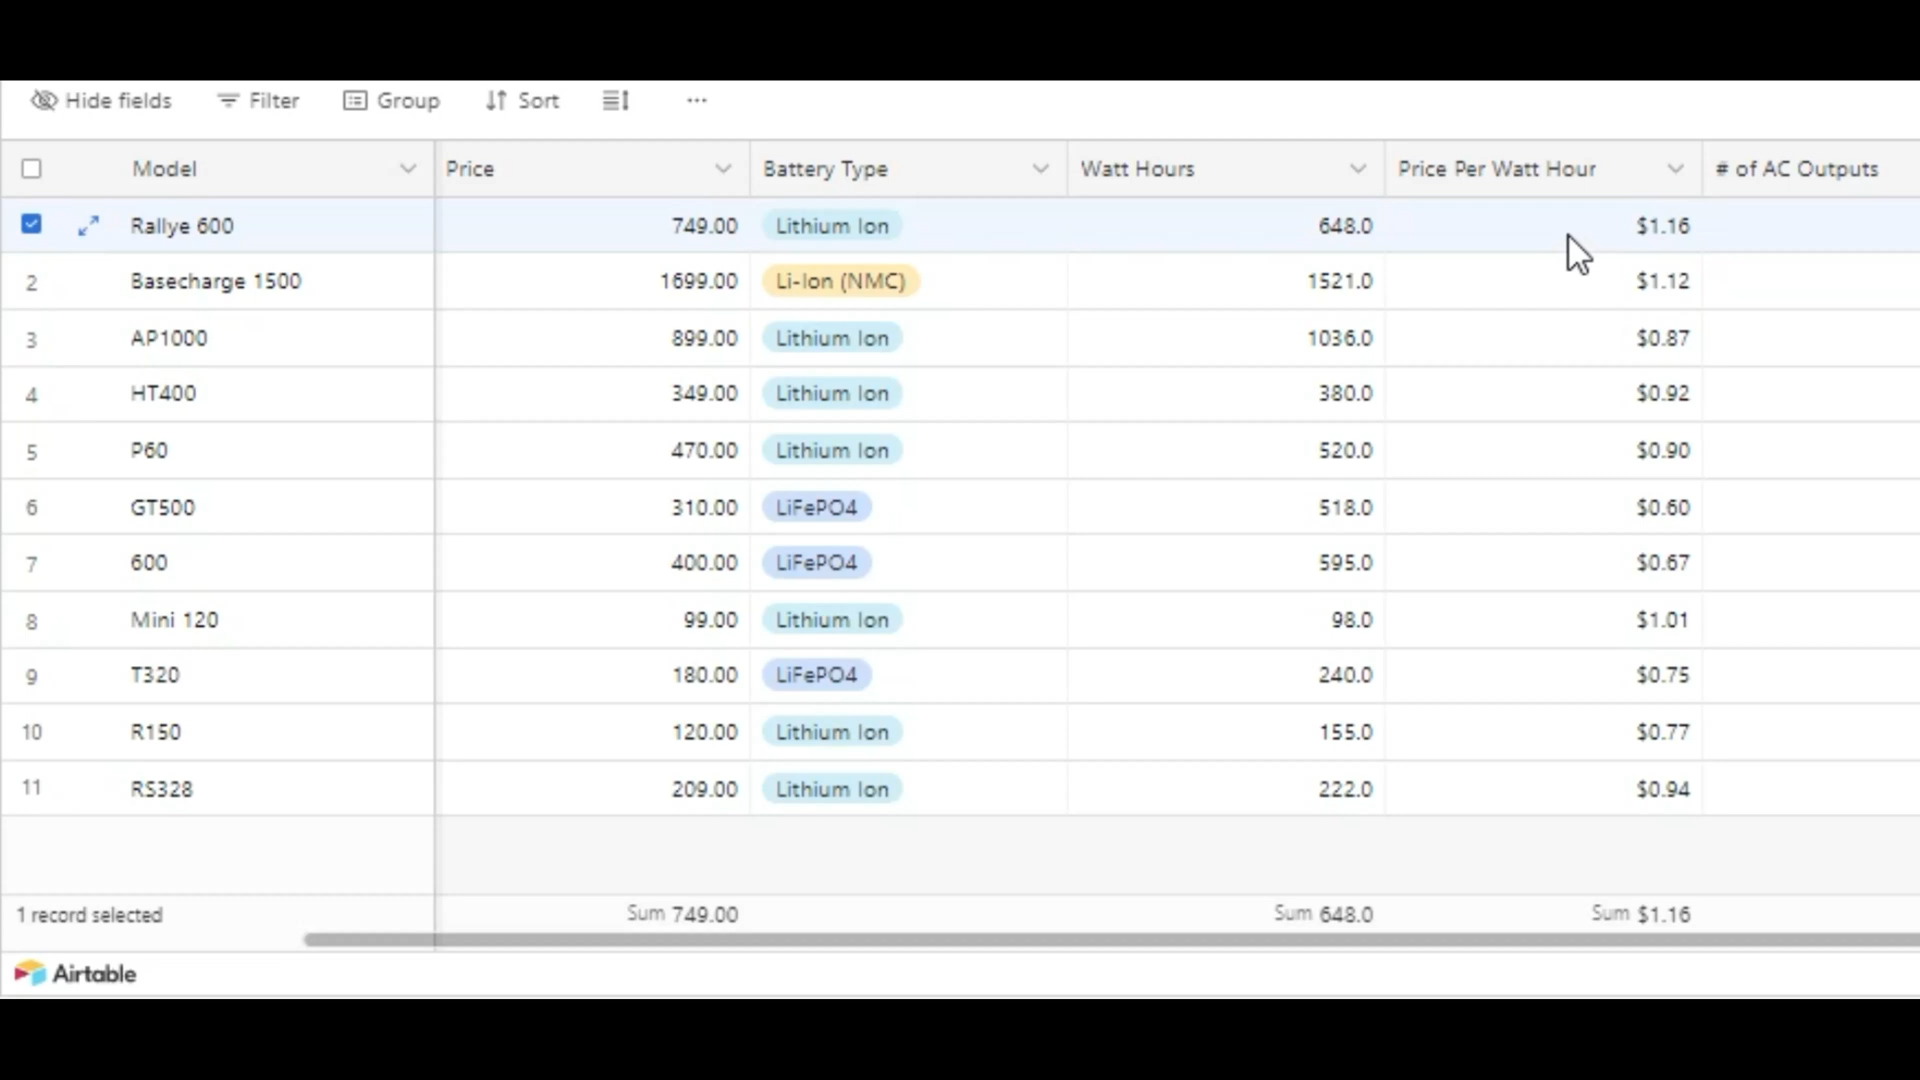 Hide fields Filter Group Sort ...
Model Price Battery Type Watt Hours Price Per Watt Hour # of AC Outputs
Rallye 600 749.00 Lithium Ion 648.0 $1.16
2 Basecharge 1500 1699.00 Li-Ion (NMC) 1521.0 $1.12
3 AP1000 899.00 Lithium Ion 1036.0 $0.87
4 HT400 349.00 Lithium Ion 380.0 $0.92
5 P60 470.00 Lithium Ion 520.0 $0.90
6 GT500 310.00 LiFePO4 518.0 $0.60
7 600 400.00 LiFePO4 595.0 $0.67
8 Mini 120 99.00 Lithium Ion 98.0 $1.01
9 T320 180.00 LiFePO4 240.0 $0.75
10 R150 120.00 Lithium Ion 155.0 $0.77
11 RS328 209.00 Lithium Ion 222.0 $0.94
1 record selected Sum 749.00 Sum 648.0 Sum $1.16
Airtable